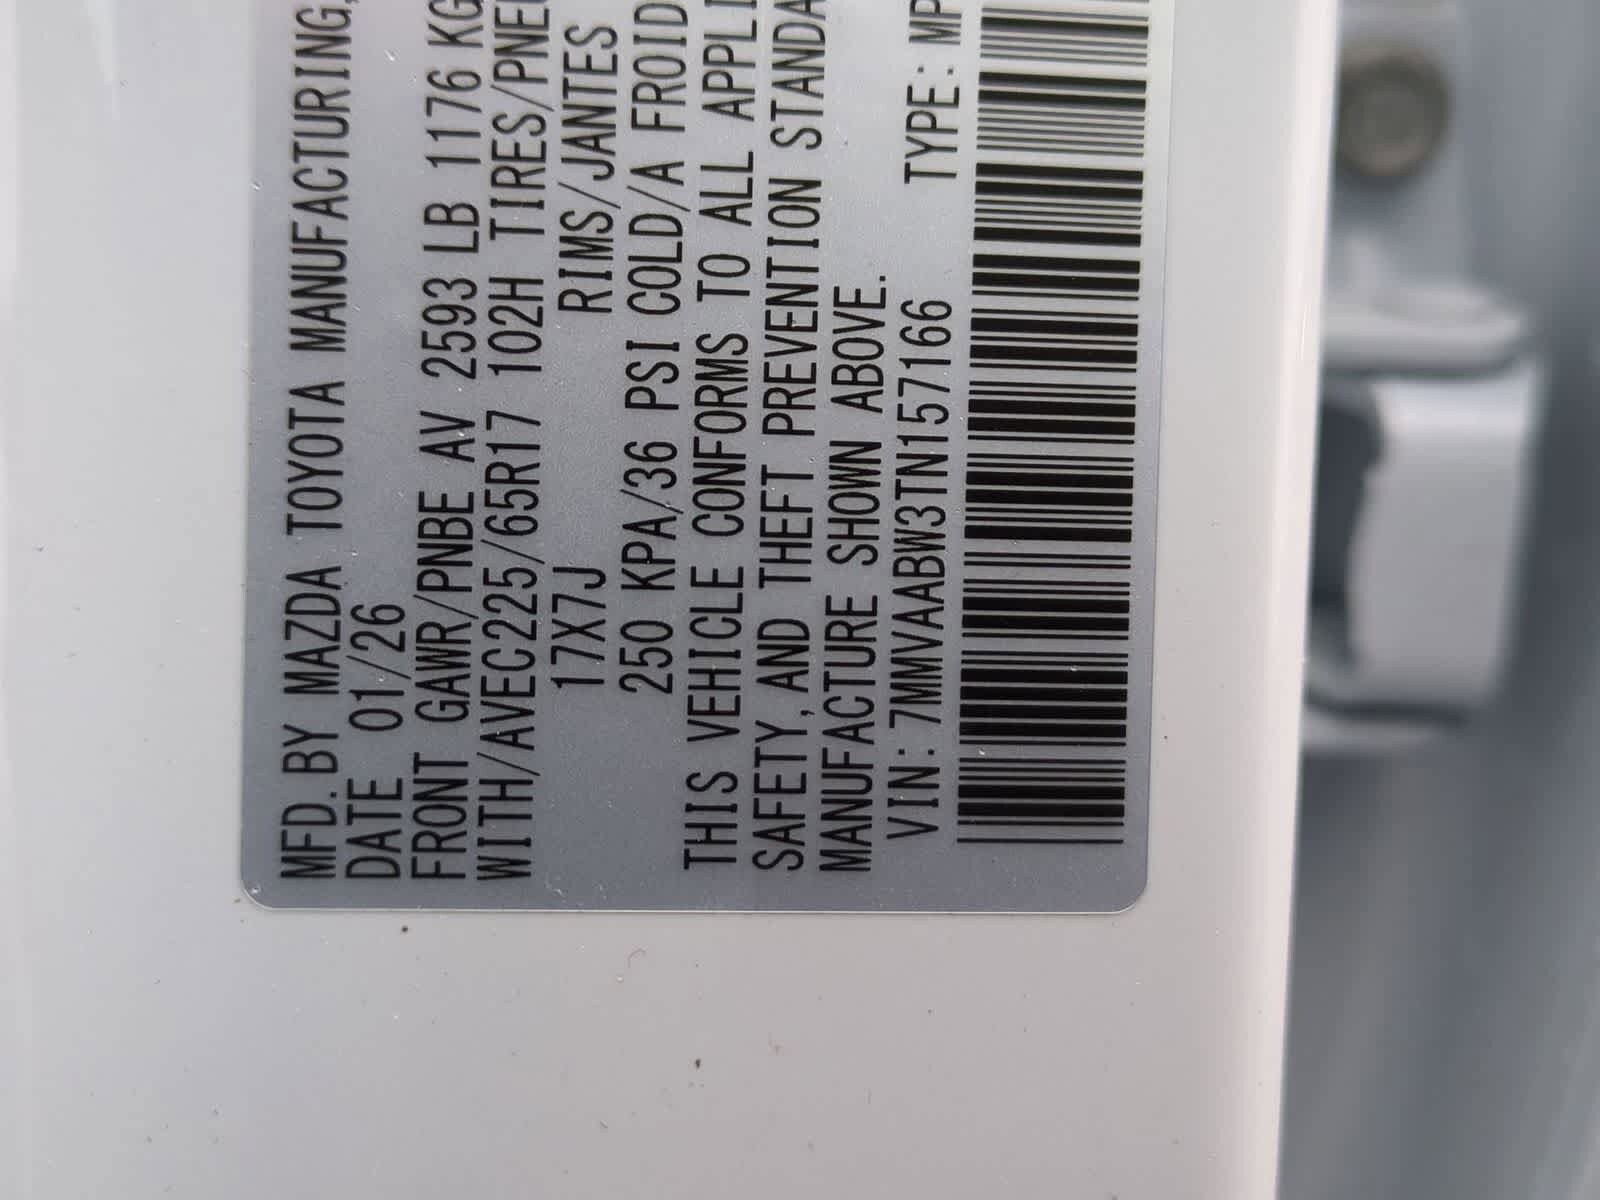 MFD. BY MAZDA TOYOTA MANUFACTURING,
DATE 01/26
FRONT GAWR/PNBE AV 2593 LB 1176 KG
WITH/AVEC225/65R17 102H TIRES/PNEU
17X7J RIMS/JANTES
250 KPA/36 PSI COLD/A FROID
THIS VEHICLE CONFORMS TO ALL APPLI
SAFETY,AND THEFT PREVENTION STANDA
MANUFACTURE SHOWN ABOVE.
VIN:7MMVAABW3TN157166 TYPE:MP